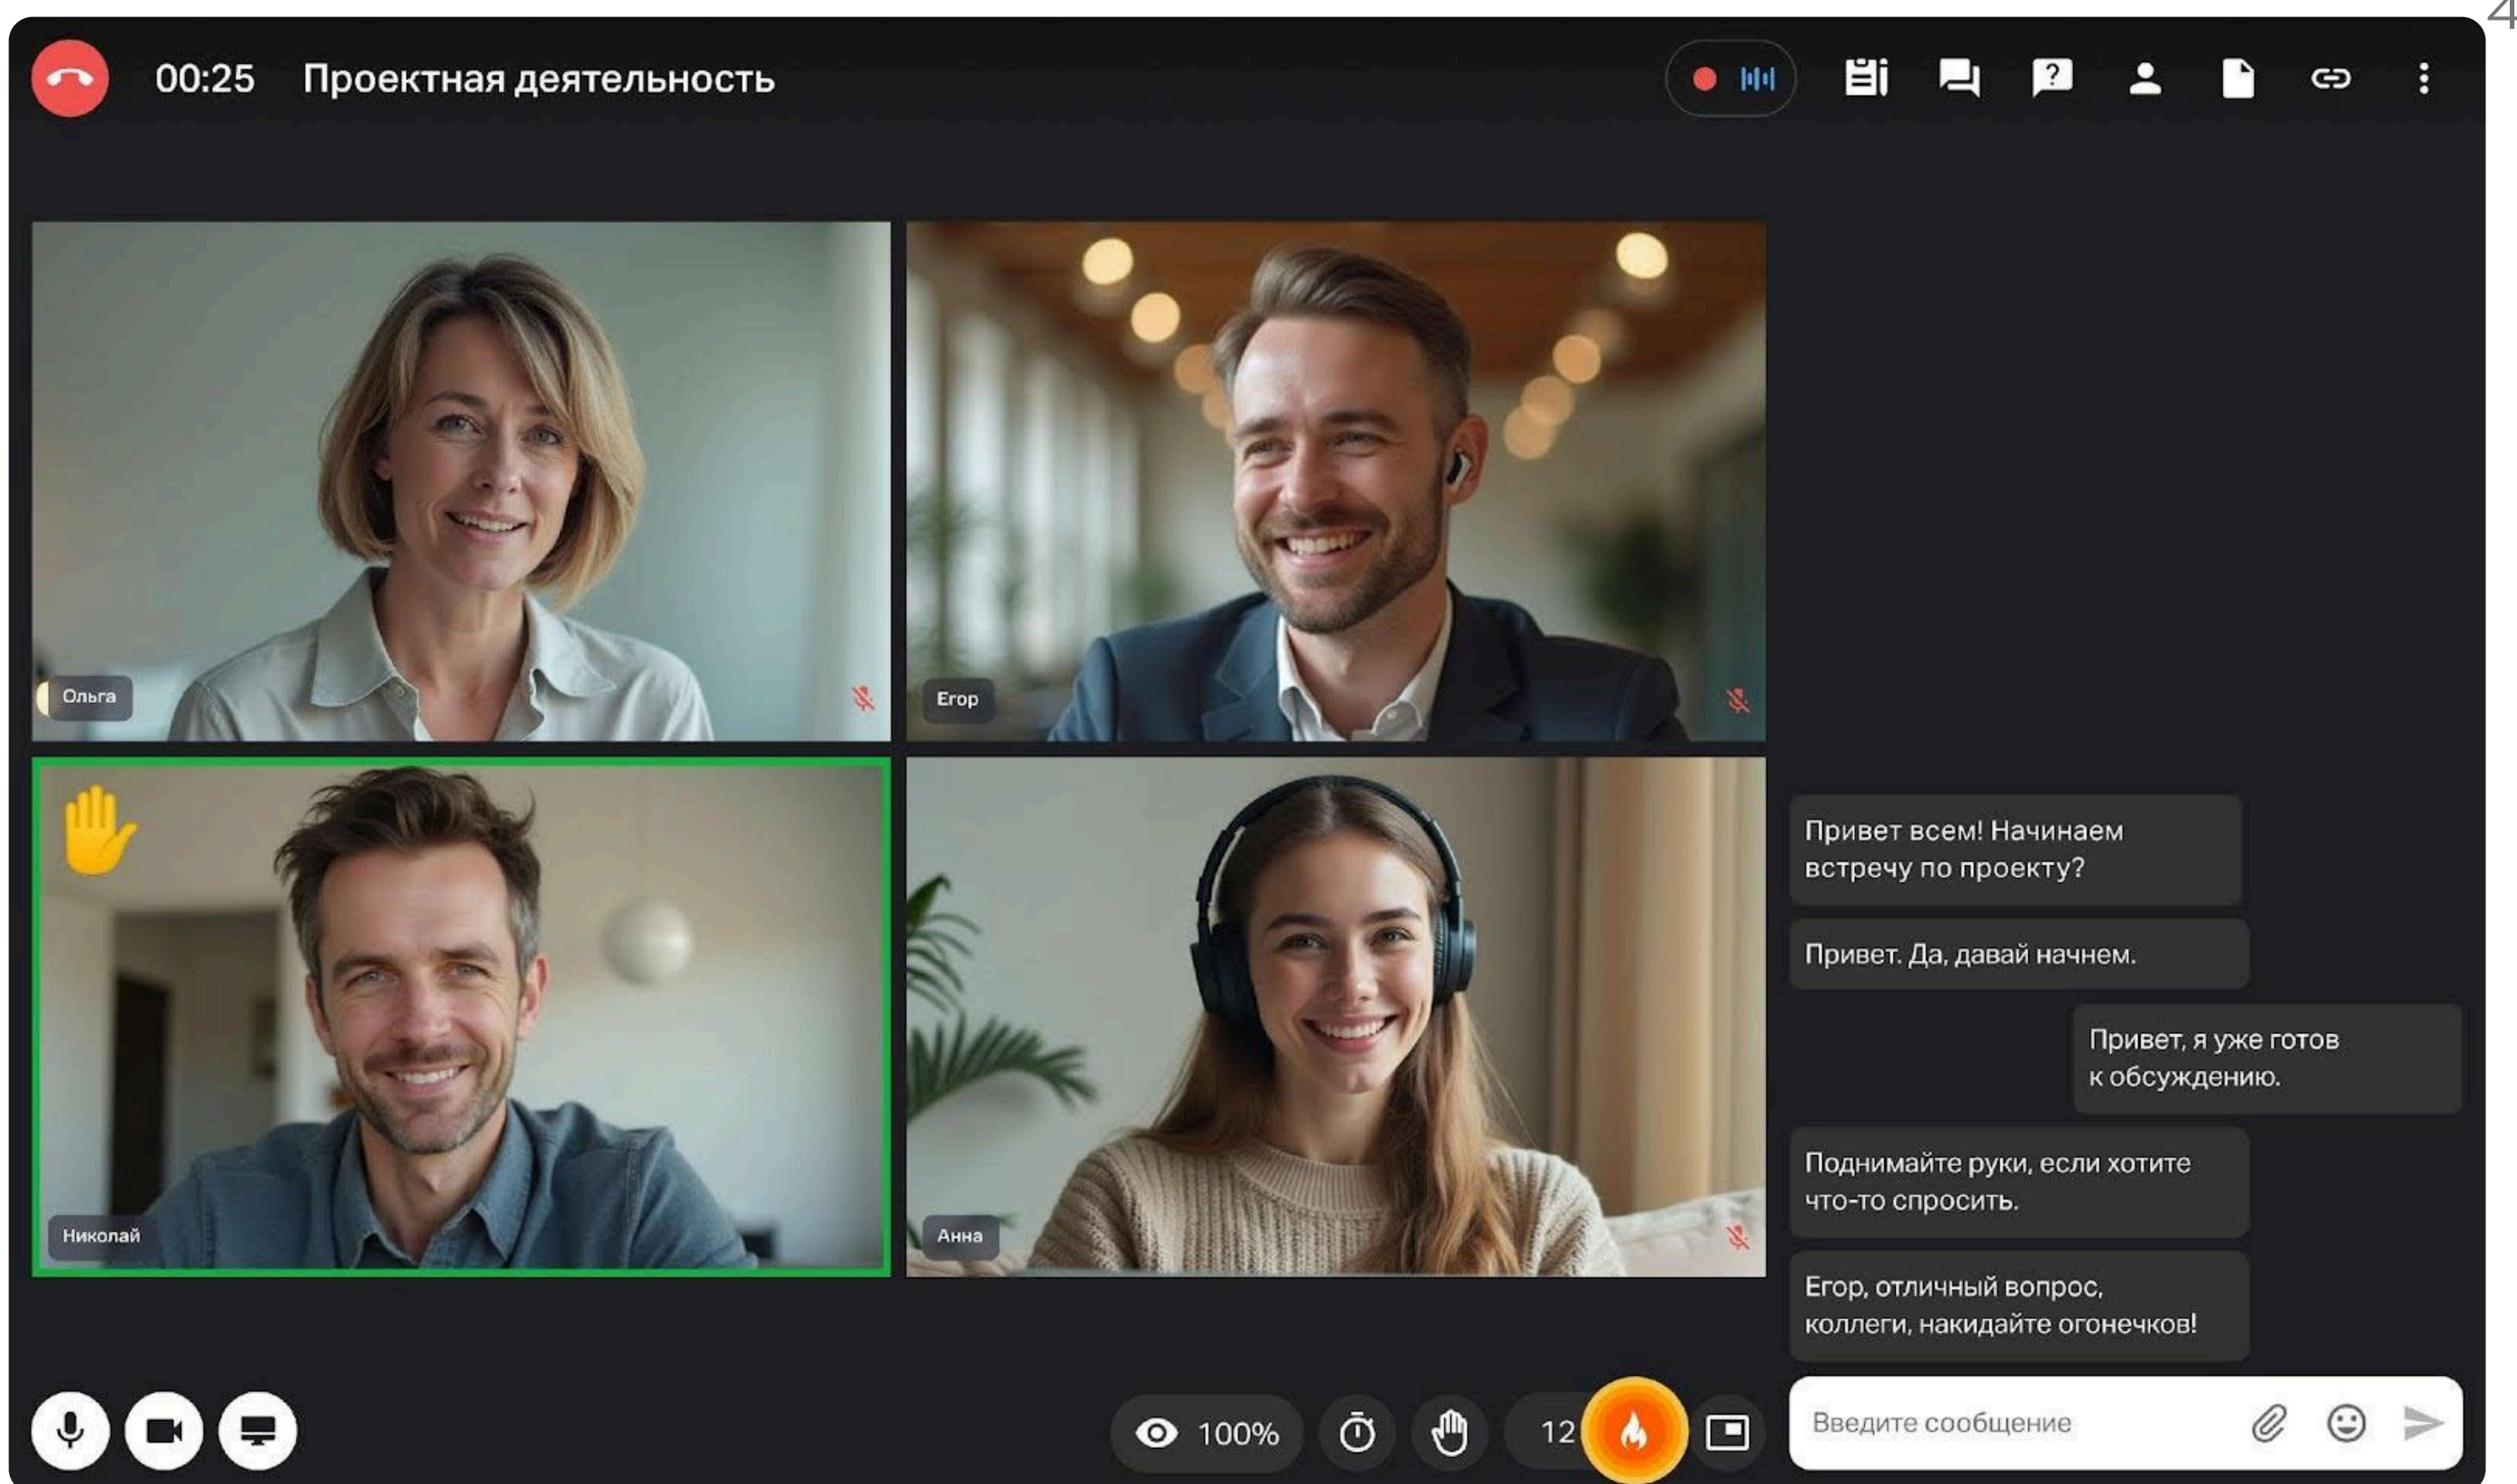 4
00:25 Проектная деятельность
Ольга
Егор
Николай
Анна
Привет всем! Начинаем
встречу по проекту?
Привет. Да, давай начнем.
Привет, я уже готов
к обсуждению.
Поднимайте руки, если хотите
что-то спросить.
Егор, отличный вопрос,
коллеги, накидайте огонечков!
100%
12
Введите сообщение